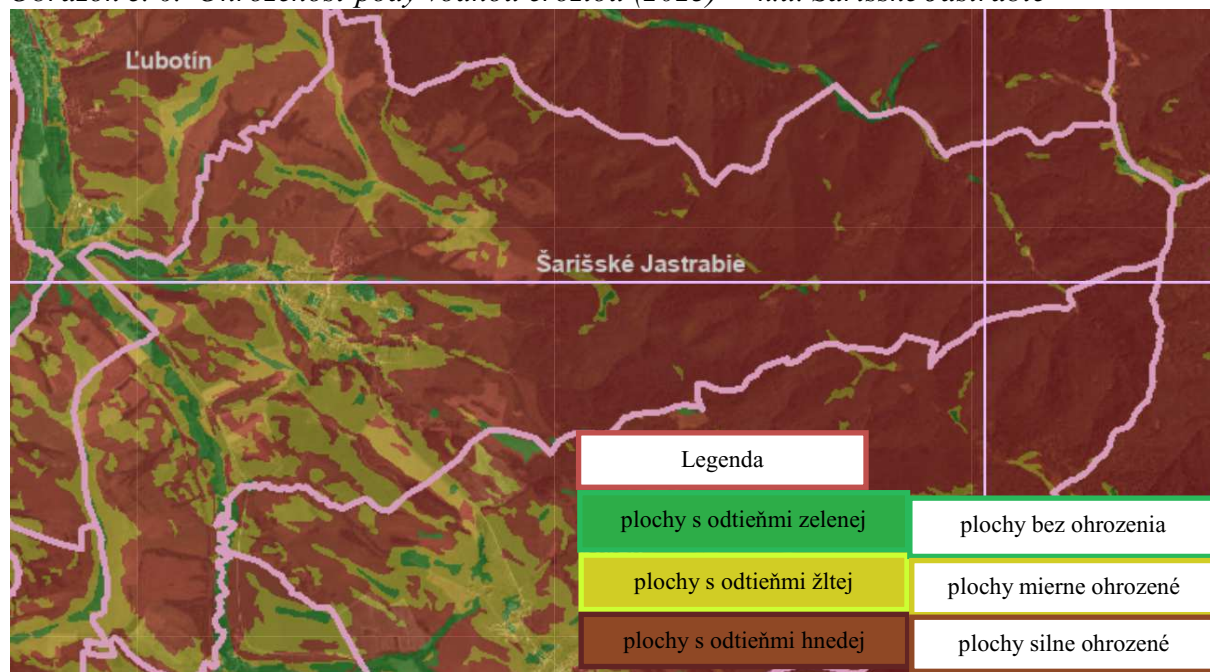 Ľubotín
Šarišské Jastrabie
Legenda
plochy s odtieňmi zelenej
plochy bez ohrozenia
plochy s odtieňmi žltej
plochy mierne ohrozené
plochy s odtieňmi hnedej
plochy silne ohrozené